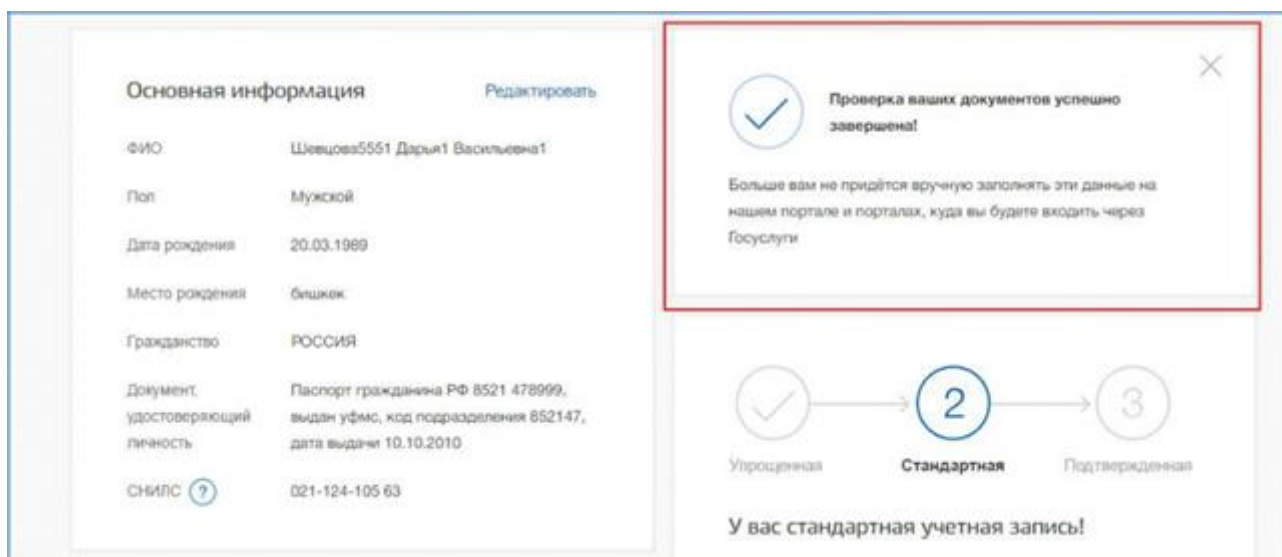 Основная информация
Редактировать
ФИО
Шевцова5551 Дарья1 Васильевна1
Пол
Мужской
Дата рождения
20.03.1989
Место рождения
бишкек
Гражданство
РОССИЯ
Документ,
удостоверяющий
личность
Паспорт гражданина РФ 8521 478999,
выдан уфмс, код подразделения 852147,
дата выдачи 10.10.2010
СНИЛС ?
021-124-105 63
Проверка ваших документов успешно
завершена!
Больше вам не придётся вручную заполнять эти данные на
нашем портале и порталах, куда вы будете входить через
Госуслуги
2
3
Упрощенная
Стандартная
Подтвержденная
У вас стандартная учетная запись!